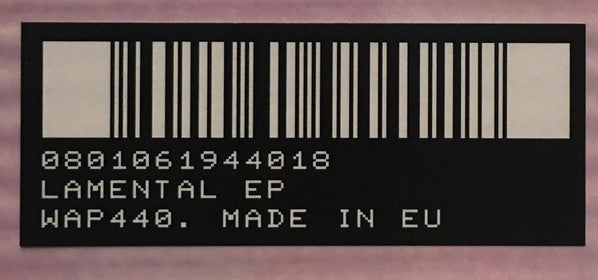 0801061944018
LAMENTAL EP
WAP440. MADE IN EU